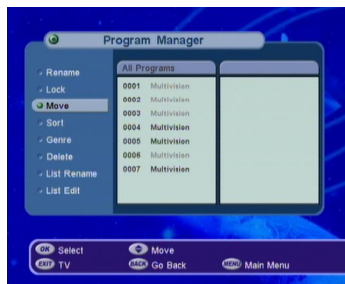 Program Manager
Rename
Lock
Move
Sort
Genre
Delete
List Rename
List Edit
All Programs
0001 Multivision
0002 Multivision
0003 Multivision
0004 Multivision
0005 Multivision
0006 Multivision
0007 Multivision
OK Select
Move
EXIT TV
BACK Go Back
MENU Main Menu